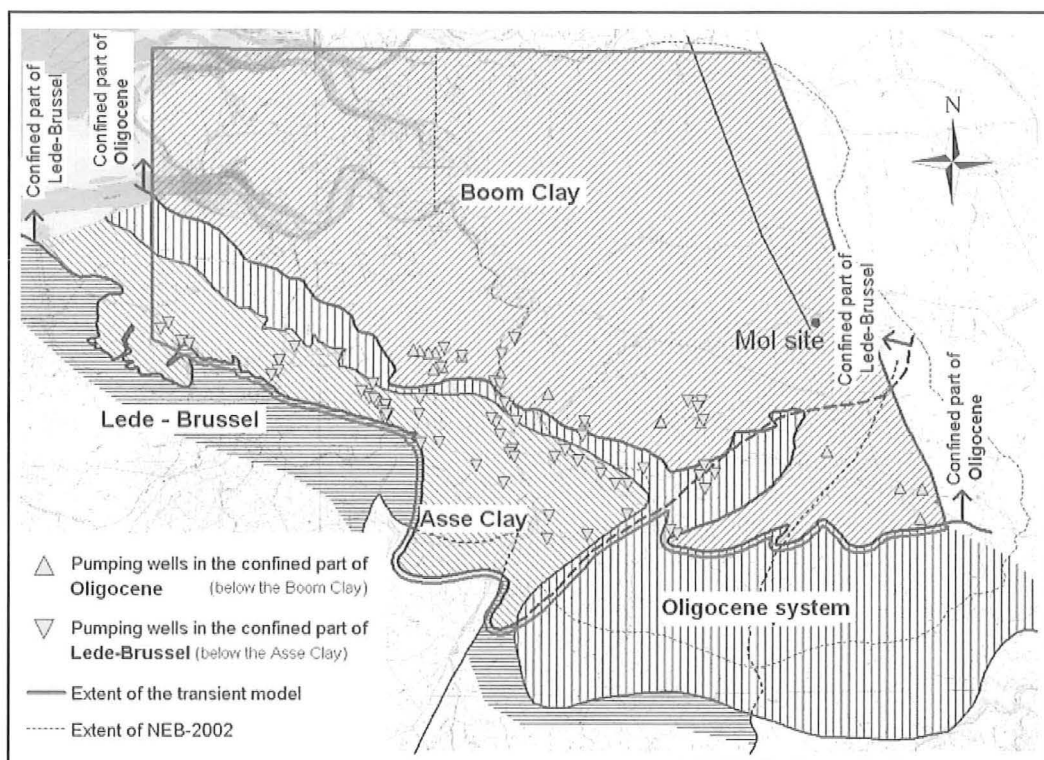 Confined part of
Lede-Brussel
Confined part of
Oligocene
N
Boom Clay
Mol site
Confined part of
Lede-Brussel
Confined part of
Oligocene
Lede - Brussel
Asse Clay
Oligocene system
Pumping wells in the confined part of
Oligocene (below the Boom Clay)
Pumping wells in the confined part of
Lede-Brussel (below the Asse Clay)
Extent of the transient model
Extent of NEB-2002